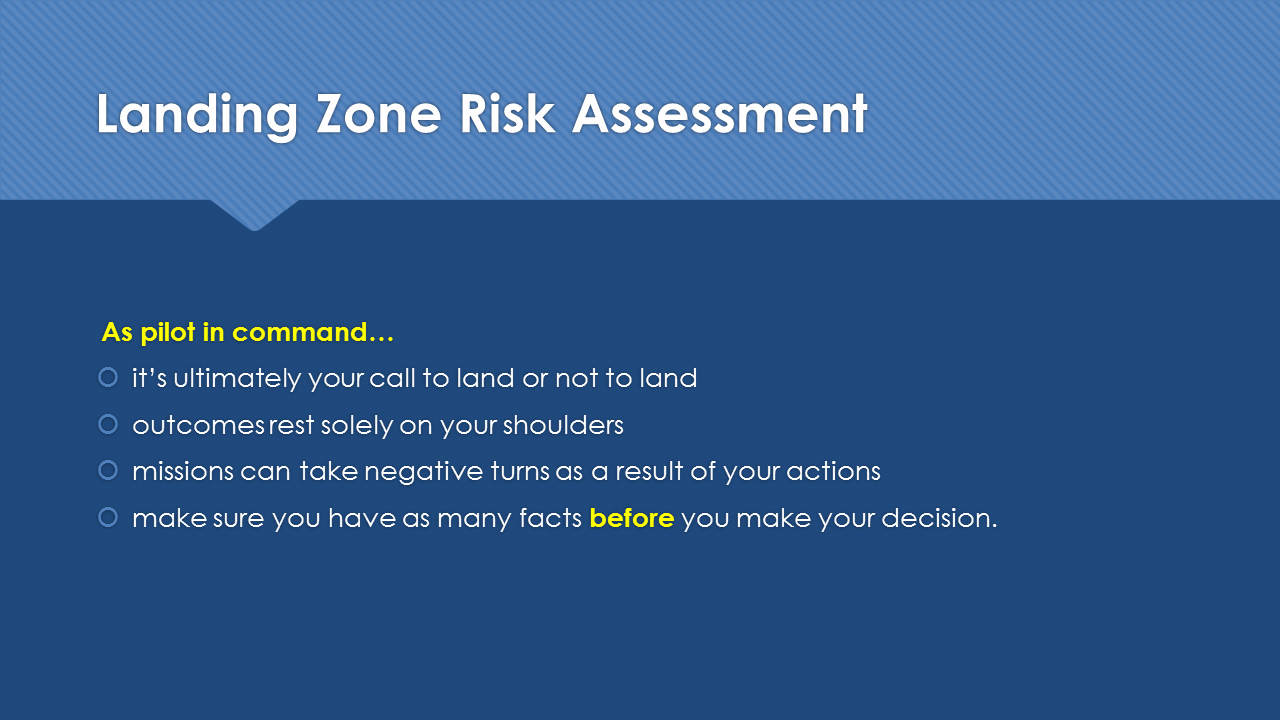 Landing Zone Risk Assessment
As pilot in command…
it’s ultimately your call to land or not to land
outcomes rest solely on your shoulders
missions can take negative turns as a result of your actions
make sure you have as many facts before you make your decision.